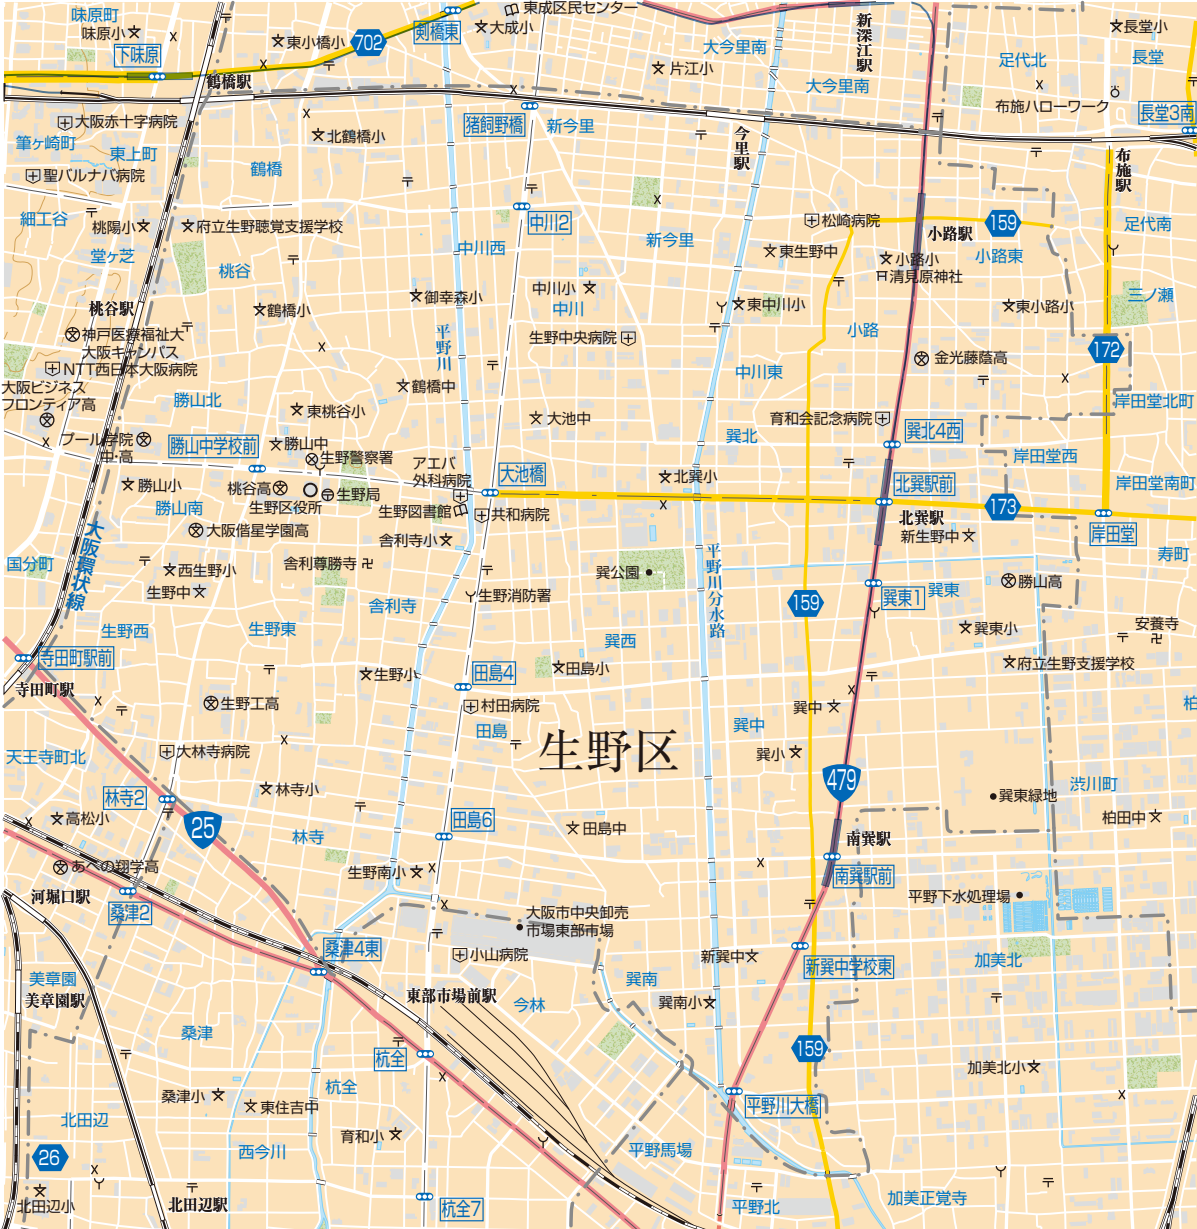 味原町
味原小
下味原
東小橋小
702
剣橋東
大成小
東成区民センター
大今里南
片江小
新深江駅
大今里南
足代北
長堂小
長堂
布施ハローワーク
長堂3南
鶴橋駅
大阪赤十字病院
筆ヶ崎町
東上町
聖バルナバ病院
北鶴橋小
鶴橋
猪飼野橋
新今里
今里駅
布施駅
細工谷
桃陽小
堂ヶ芝
府立生野聴覚支援学校
桃谷
中川2
中川西
新今里
松崎病院
東生野中
159
小路駅
小路東
小路小
清見原神社
足代南
三ノ瀬
桃谷駅
鶴橋小
御幸森小
中川小
中川
東中川小
東小路小
神戸医療福祉大
大阪キャンパス
NTT西日本大阪病院
大阪ビジネス
フロンティア高
平野川
生野中央病院
小路
中川東
金光藤蔭高
172
岸田堂北町
勝山北
鶴橋中
東桃谷小
大池中
育和会記念病院
巽北
巽北4西
岸田堂西
プール学院
中・高
勝山中学校前
勝山中
生野警察署
アエバ
外科病院
大池橋
北巽小
北巽駅前
岸田堂南町
勝山小
桃谷高
生野区役所
生野局
生野図書館
共和病院
勝山南
北巽駅
新生野中
173
岸田堂
大阪偕星学園高
舎利寺小
寿町
大阪環状線
国分町
西生野小
生野中
舎利尊勝寺
舎利寺
生野消防署
巽公園
平野川分水路
159
巽東1
巽東
勝山高
生野西
生野東
巽西
巽東小
安養寺
寺田町駅前
寺田町駅
生野小
田島4
田島小
府立生野支援学校
生野工高
村田病院
田島
生野区
巽中
巽中
巽小
柏
天王寺町北
大林寺病院
479
巽東緑地
渋川町
林寺2
林寺小
高松小
25
林寺
田島6
田島中
柏田中
南巽駅
あべの翔学高
生野南小
南巽駅前
河堀口駅
桑津2
平野下水処理場
大阪市中央卸売
市場東部市場
桑津4東
小山病院
新巽中
新巽中学校東
加美北
美章園
美章園駅
東部市場前駅
今林
巽南
巽南小
桑津
杭全
159
杭全
加美北小
桑津小
東住吉中
平野川大橋
北田辺
育和小
西今川
平野馬場
26
北田辺小
北田辺駅
杭全7
平野北
加美正覚寺